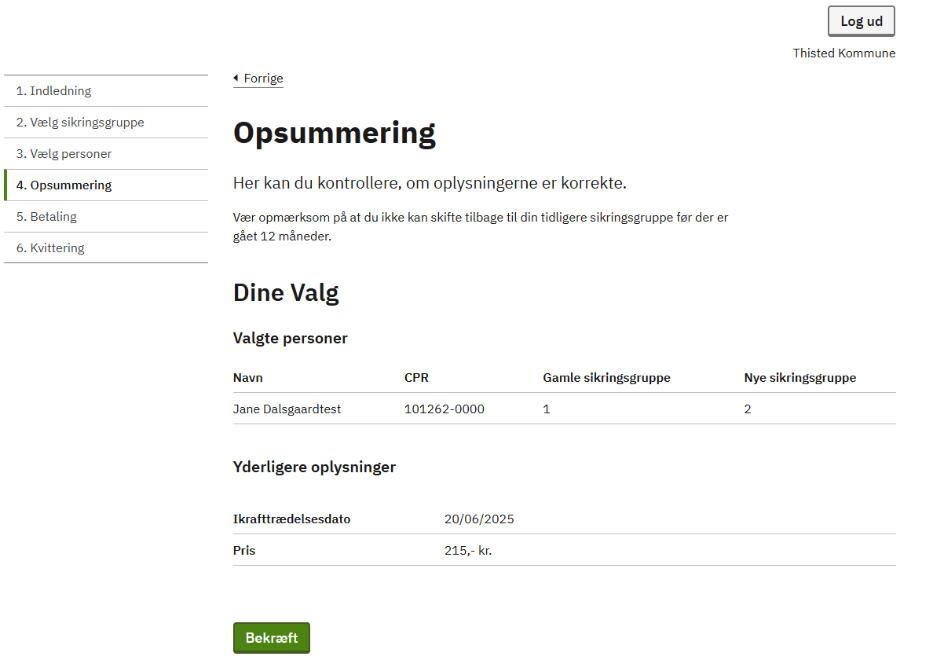 Log ud
Thisted Kommune
1. Indledning
2. Vælg sikringsgruppe
3. Vælg personer
4. Opsummering
5. Betaling
6. Kvittering
Forrige
Opsummering
Her kan du kontrollere, om oplysningerne er korrekte.
Vær opmærksom på at du ikke kan skifte tilbage til din tidligere sikringsgruppe før der er
gået 12 måneder.
Dine Valg
Valgte personer
Navn CPR Gamle sikringsgruppe Nye sikringsgruppe
Jane Dalsgaardtest 101262-0000 1 2
Yderligere oplysninger
Ikrafttrædelsesdato 20/06/2025
Pris 215,- kr.
Bekræft